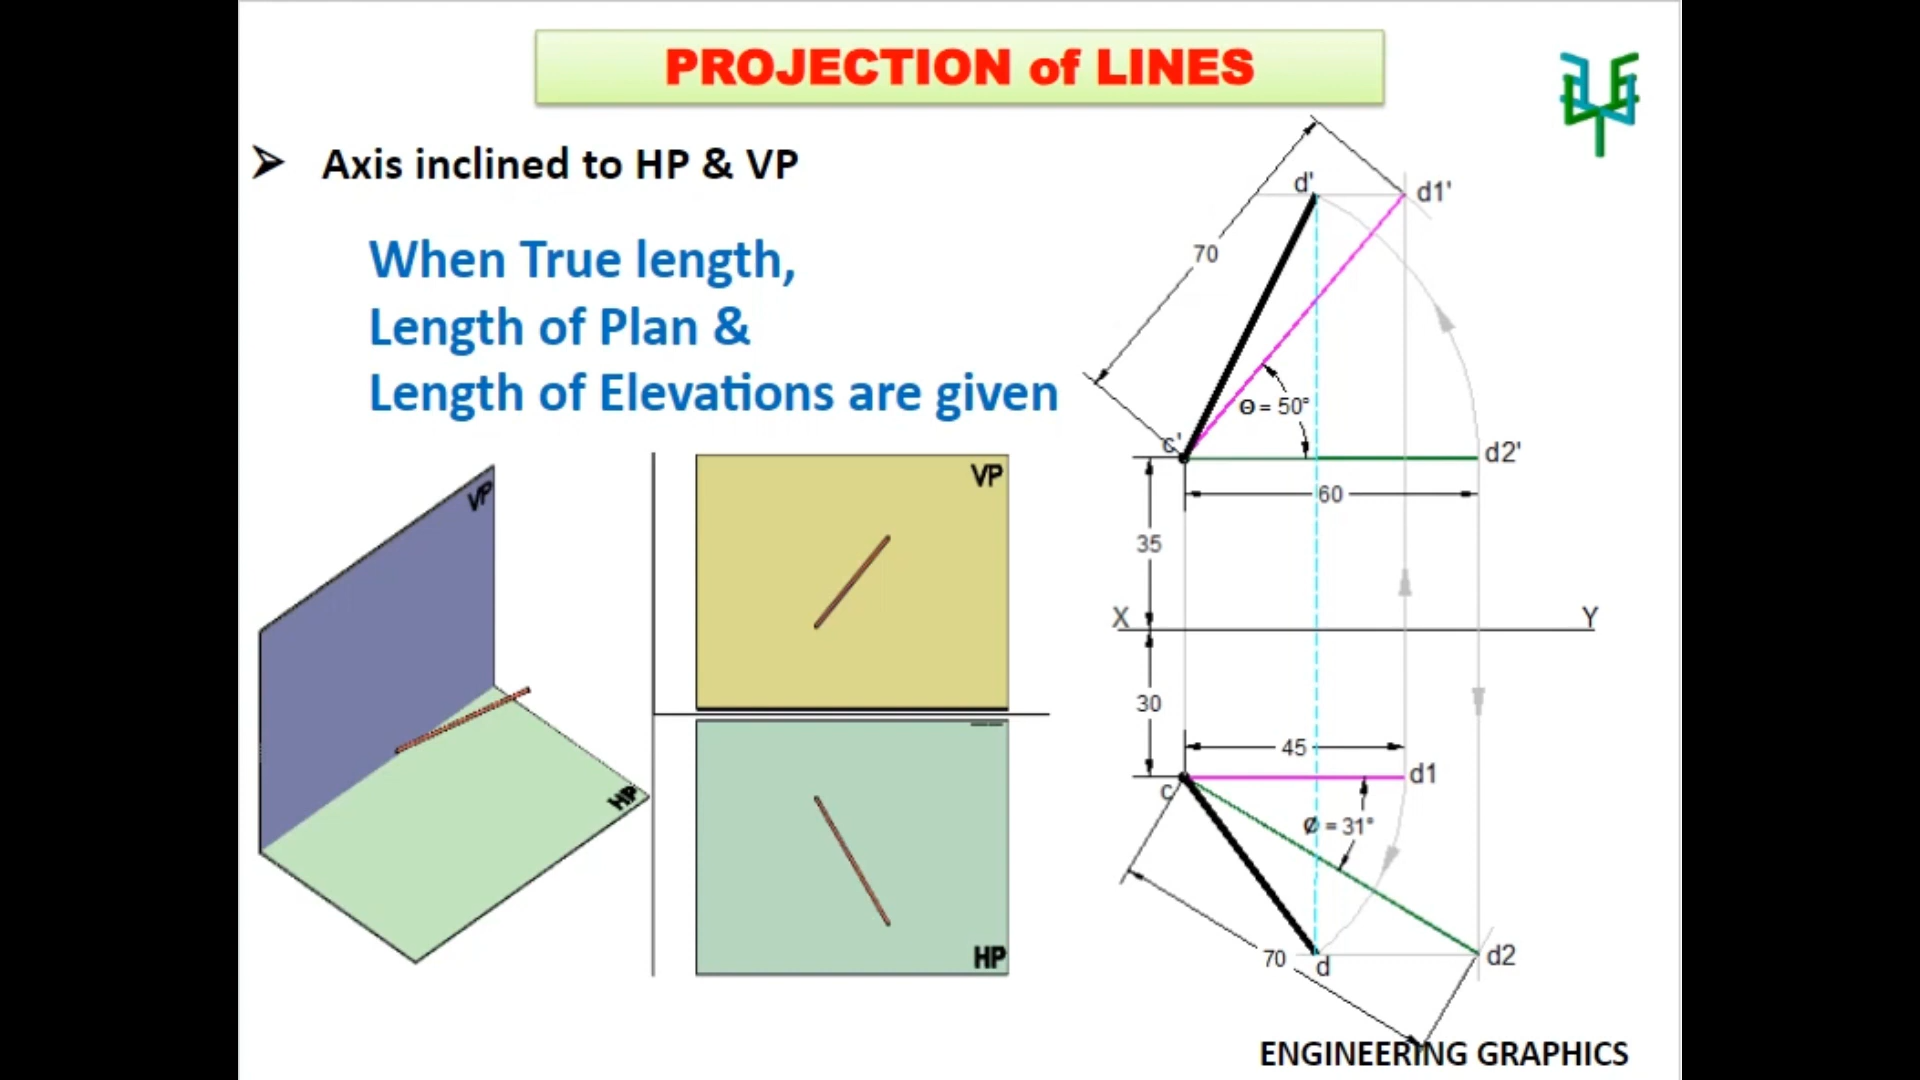 PROJECTION of LINES
➢ Axis inclined to HP & VP
When True length,
Length of Plan &
Length of Elevations are given
VP
HP
VP
HP
d'
d1'
70
Ɵ = 50°
c'
d2'
60
35
X
Y
30
45
c
d1
Ø = 31°
70
d
d2
ENGINEERING GRAPHICS